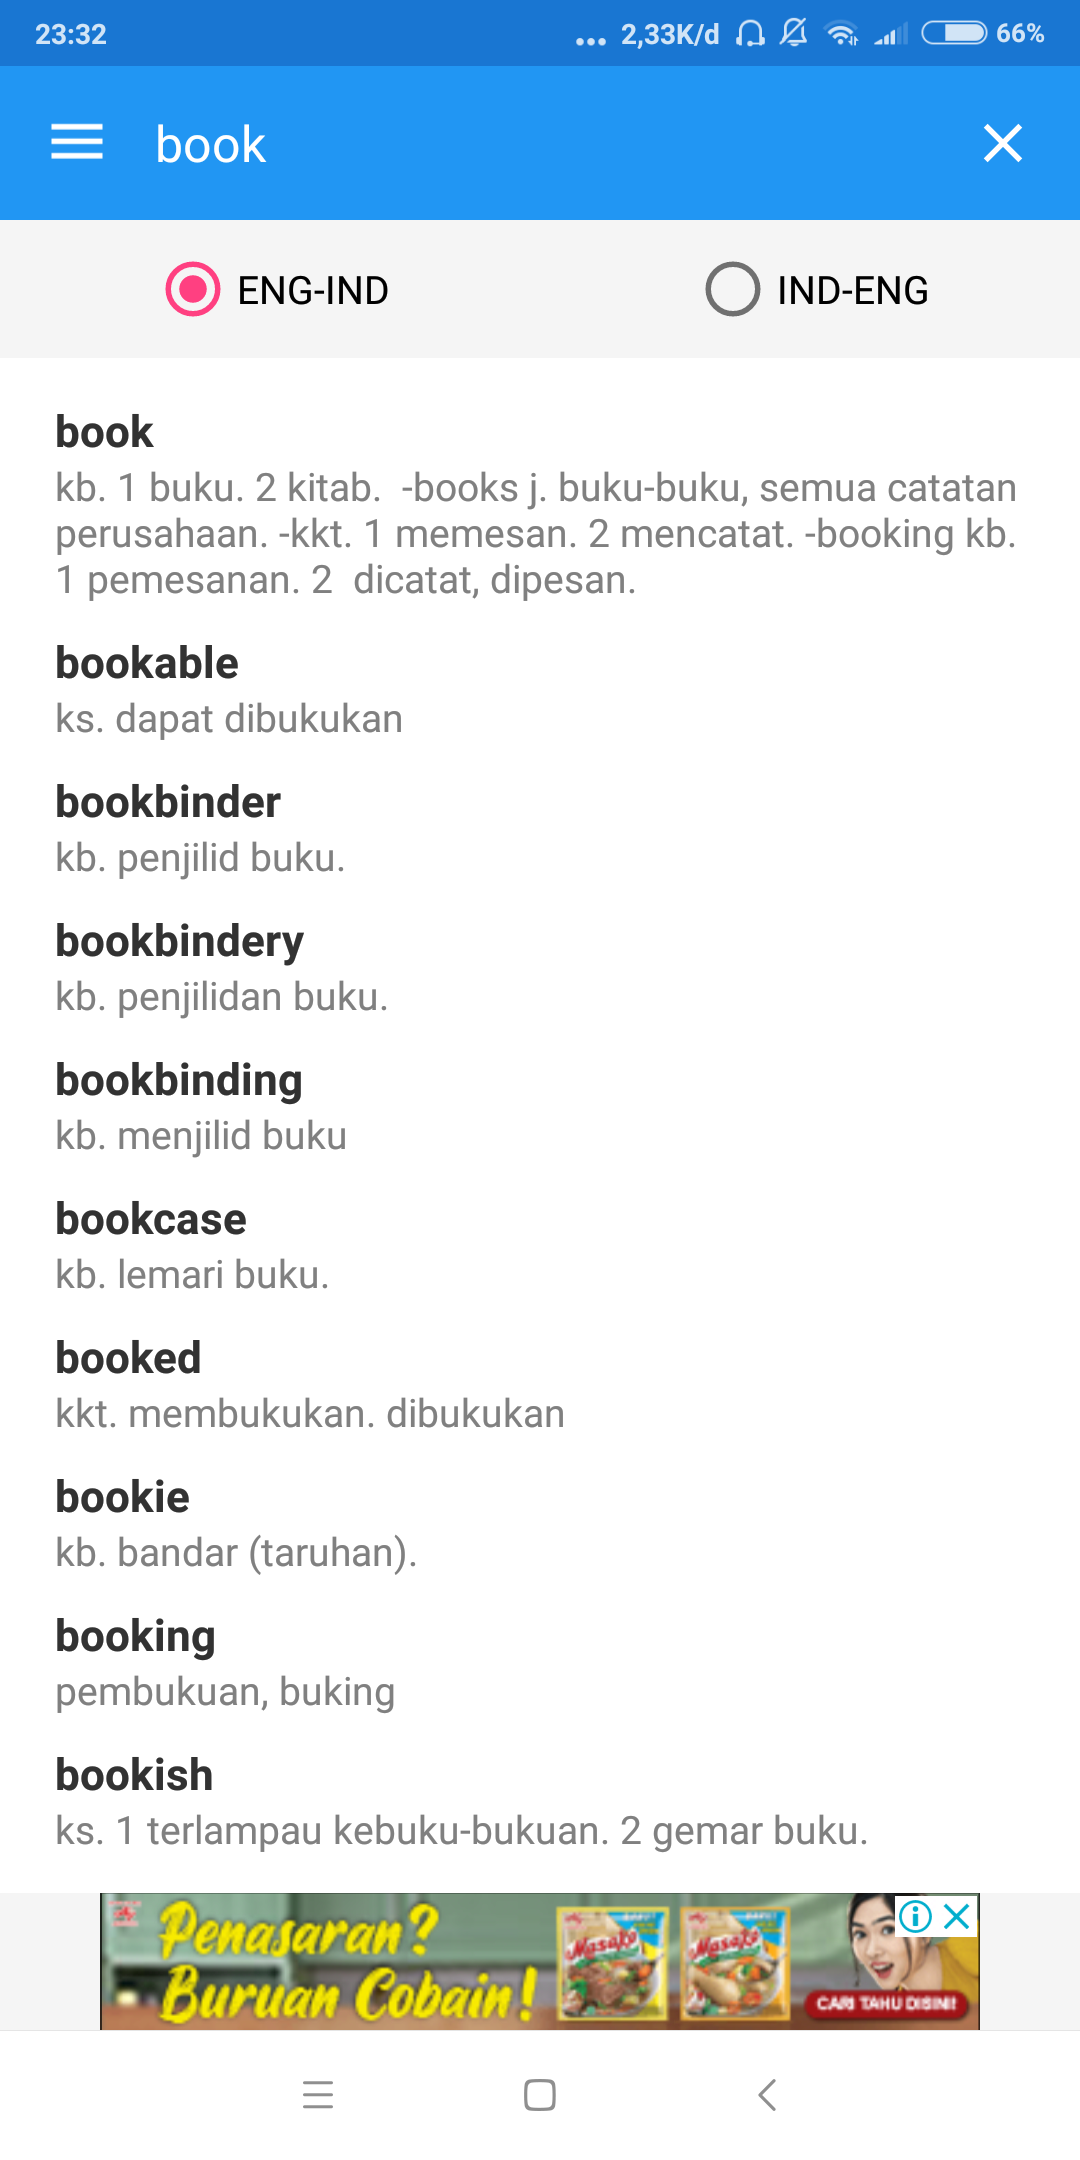 23:32
... 2,33K/d 66%
book
ENG-IND IND-ENG
book
kb. 1 buku. 2 kitab.  -books j. buku-buku, semua catatan
perusahaan. -kkt. 1 memesan. 2 mencatat. -booking kb.
1 pemesanan. 2  dicatat, dipesan.
bookable
ks. dapat dibukukan
bookbinder
kb. penjilid buku.
bookbindery
kb. penjilidan buku.
bookbinding
kb. menjilid buku
bookcase
kb. lemari buku.
booked
kkt. membukukan. dibukukan
bookie
kb. bandar (taruhan).
booking
pembukuan, buking
bookish
ks. 1 terlampau kebuku-bukuan. 2 gemar buku.
Penasaran?
Buruan Cobain!
Masako Masako
CARI TAHU DISINI!